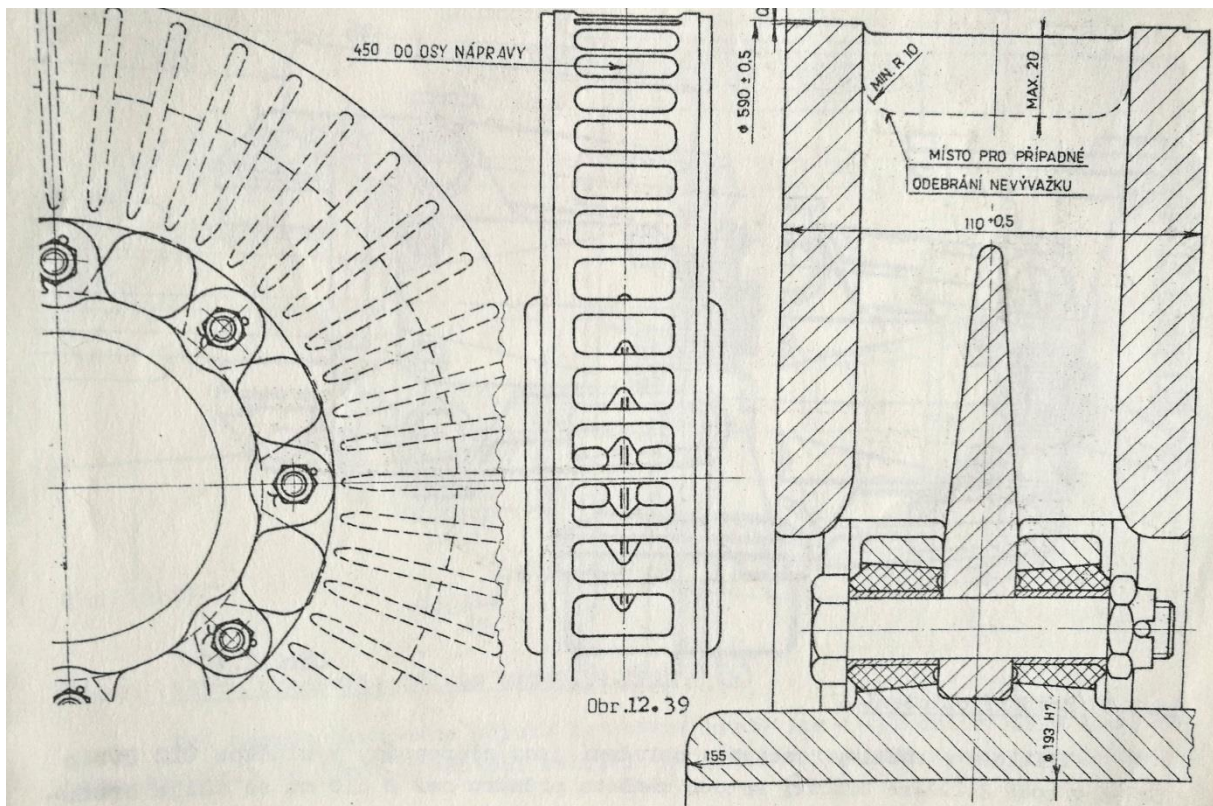 450 DO OSY NÁPRAVY
Y
ϕ 590 ± 0,5
MIN. R 10
MAX. 20
MÍSTO PRO PŘÍPADNÉ
ODEBRÁNÍ NEVÝVAŽKU
110 +0,5
Obr.12.39
155
ϕ 193 H7